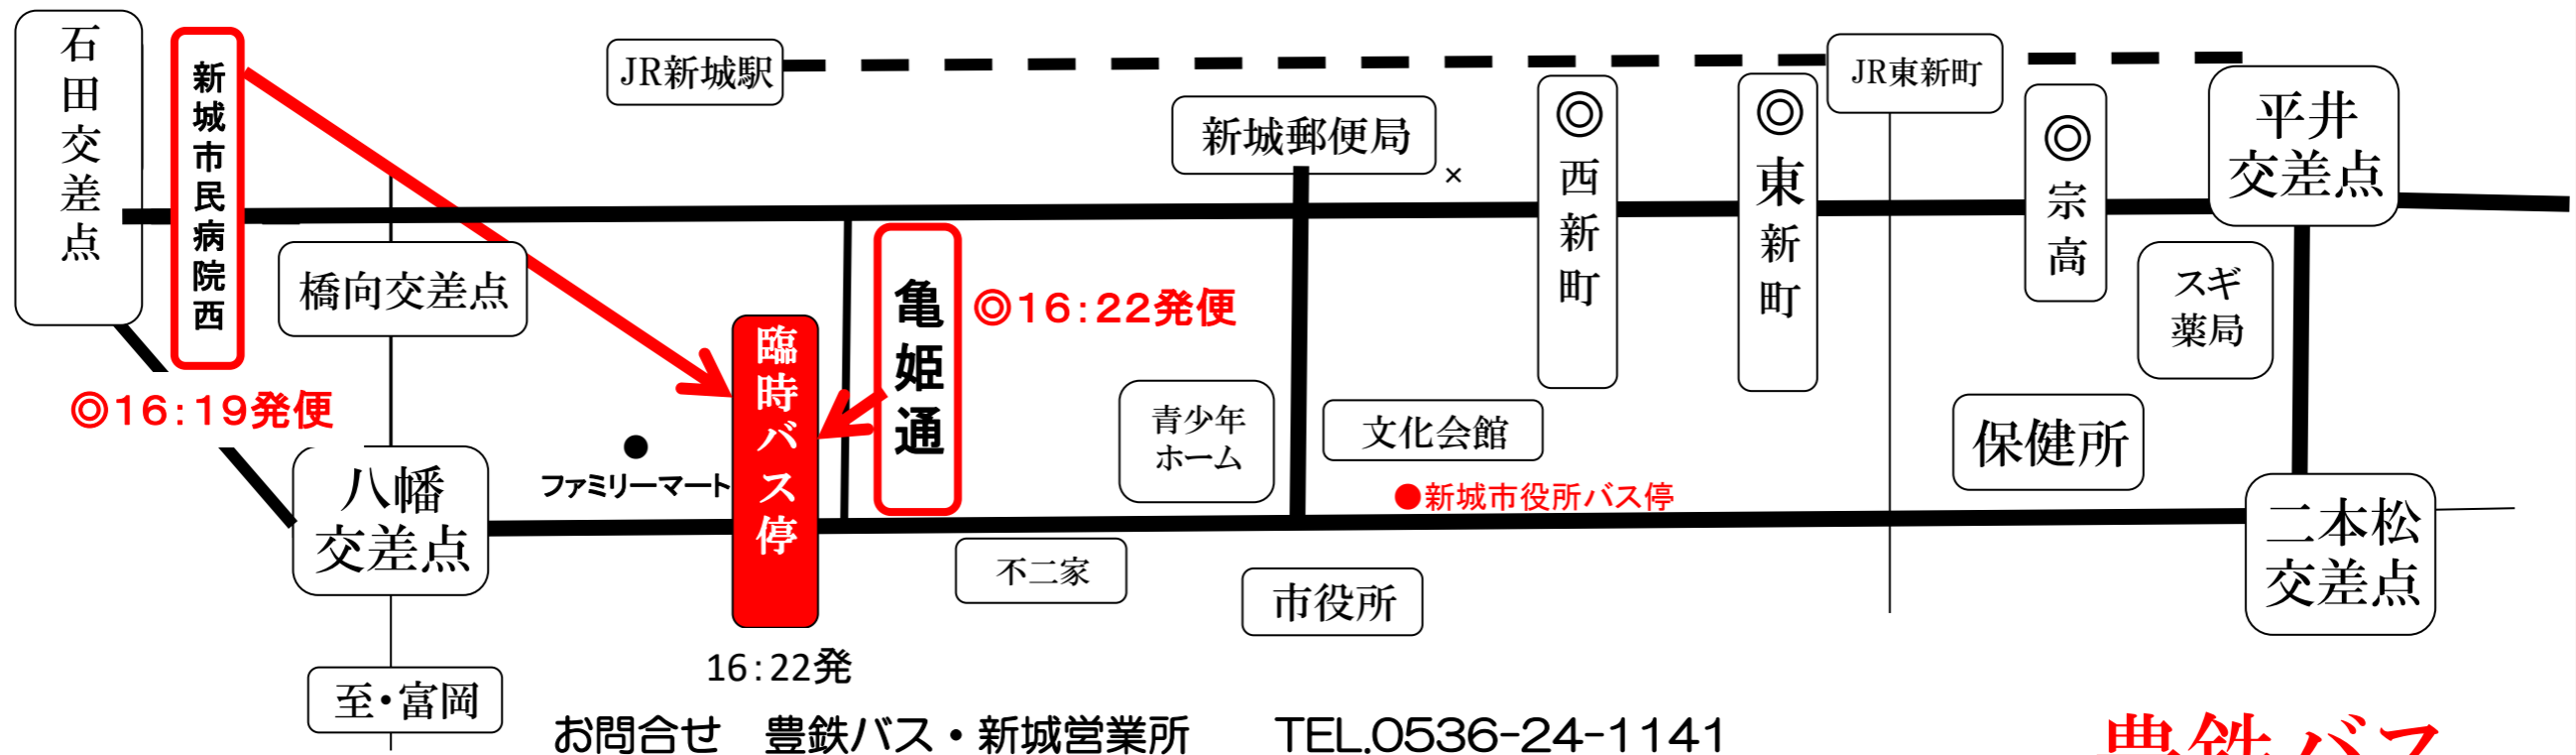 石田交差点
新城市民病院西
JR新城駅
新城郵便局
×
◎西新町
◎東新町
JR東新町
◎宗高
平井
交差点
橋向交差点
亀姫通
◎16:22発便
臨時バス停
スギ
薬局
◎16:19発便
ファミリーマート
青少年
ホーム
文化会館
保健所
●新城市役所バス停
八幡
交差点
不二家
市役所
二本松
交差点
16:22発
至・富岡
お問合せ　豊鉄バス・新城営業所　TEL.0536-24-1141
豊鉄バス